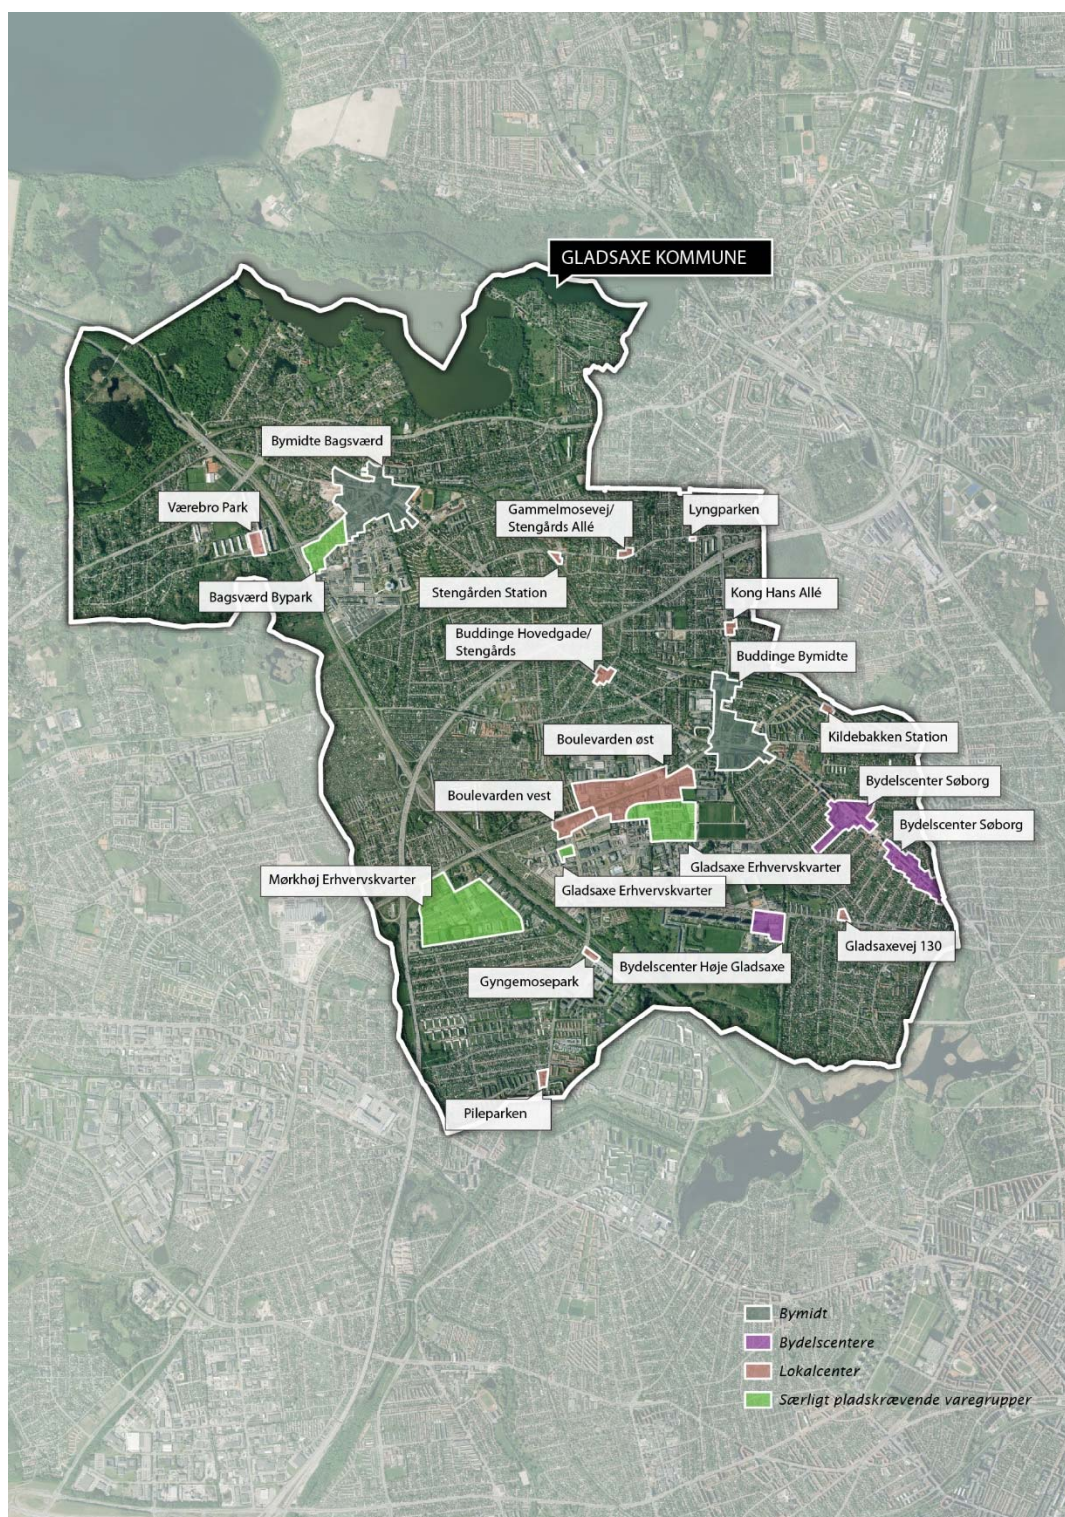 GLADSAXE KOMMUNE
Bymidte Bagsværd
Værebro Park
Gammelmosevej/
Stengårds Allé
Lyngparken
Bagsværd Bypark
Stengården Station
Kong Hans Allé
Buddinge Hovedgade/
Stengårds
Buddinge Bymidte
Boulevarden øst
Kildebakken Station
Boulevarden vest
Bydelscenter Søborg
Bydelscenter Søborg
Mørkhøj Erhvervskvarter
Gladsaxe Erhvervskvarter
Gladsaxe Erhvervskvarter
Gladsaxevej 130
Bydelscenter Høje Gladsaxe
Gyngemosepark
Pileparken
Bymidt
Bydelscentere
Lokalcenter
Særligt pladskrævende varegrupper